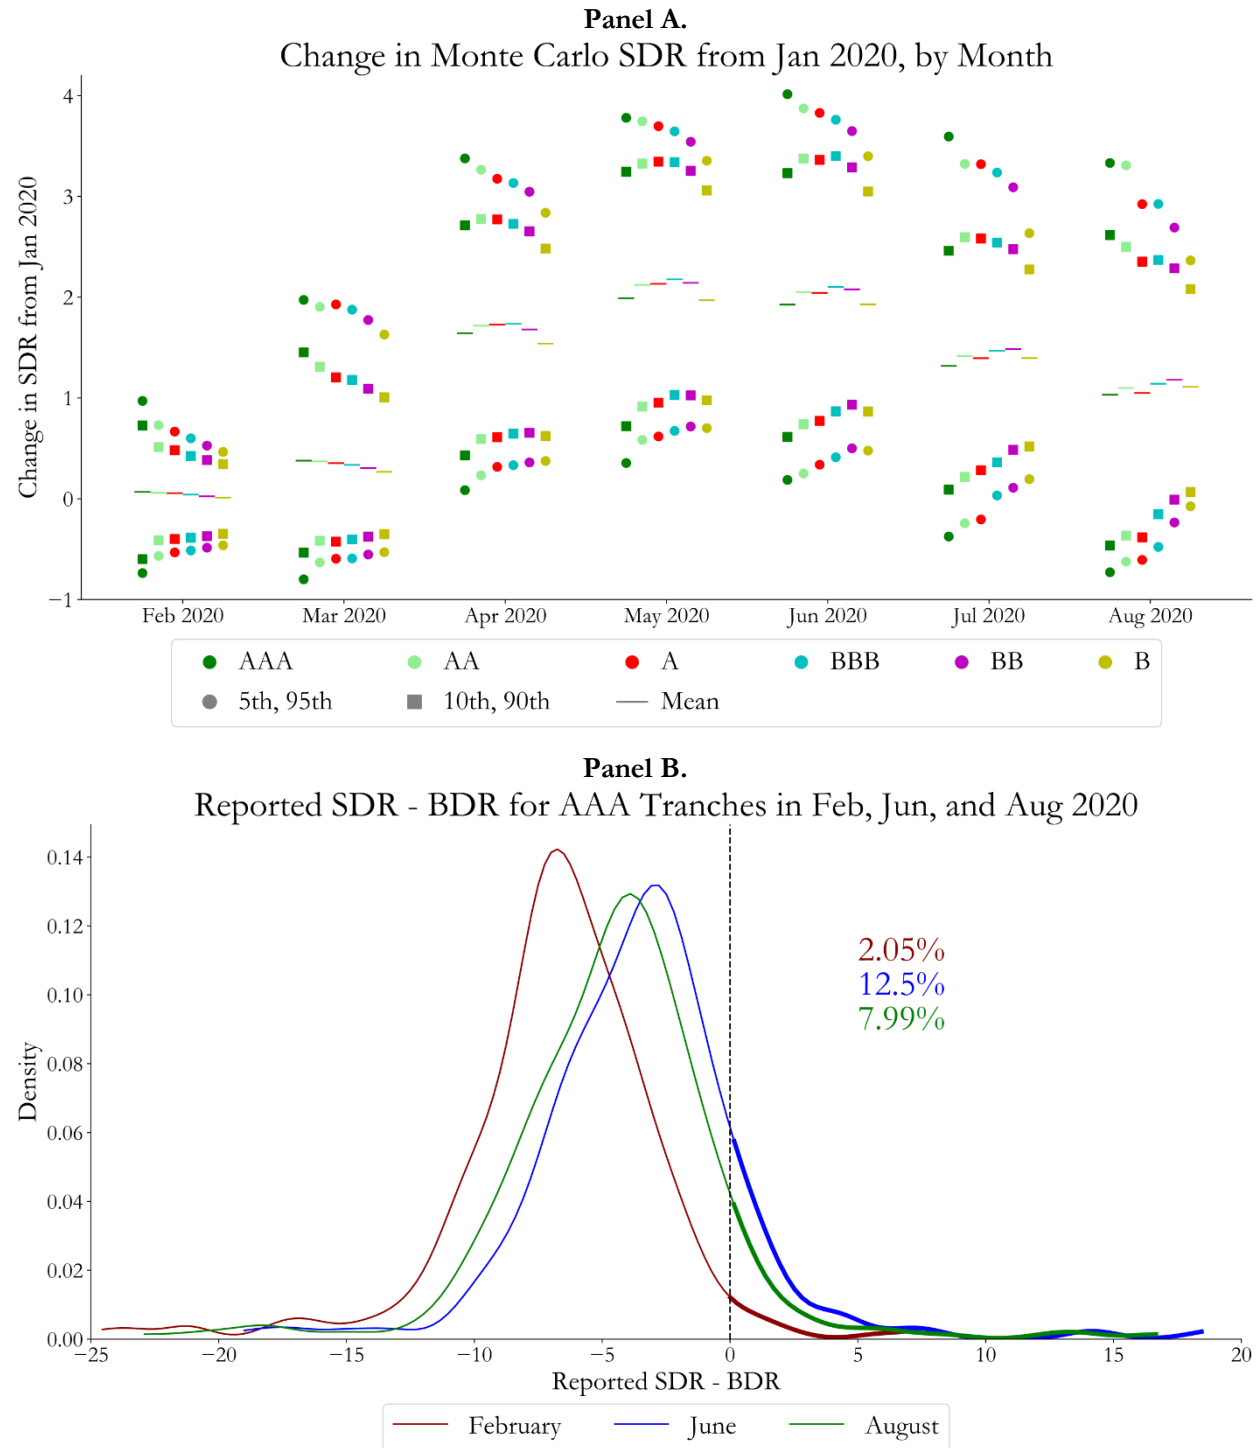 Panel A.
Change in Monte Carlo SDR from Jan 2020, by Month
Change in SDR from Jan 2020
4
3
2
1
0
−1
Feb 2020 Mar 2020 Apr 2020 May 2020 Jun 2020 Jul 2020 Aug 2020
AAA AA A BBB BB B
5th, 95th 10th, 90th Mean
Panel B.
Reported SDR - BDR for AAA Tranches in Feb, Jun, and Aug 2020
Density
0.14
0.12
0.10
0.08
0.06
0.04
0.02
0.00
2.05%
12.5%
7.99%
−25 −20 −15 −10 −5 0 5 10 15 20
Reported SDR - BDR
February June August